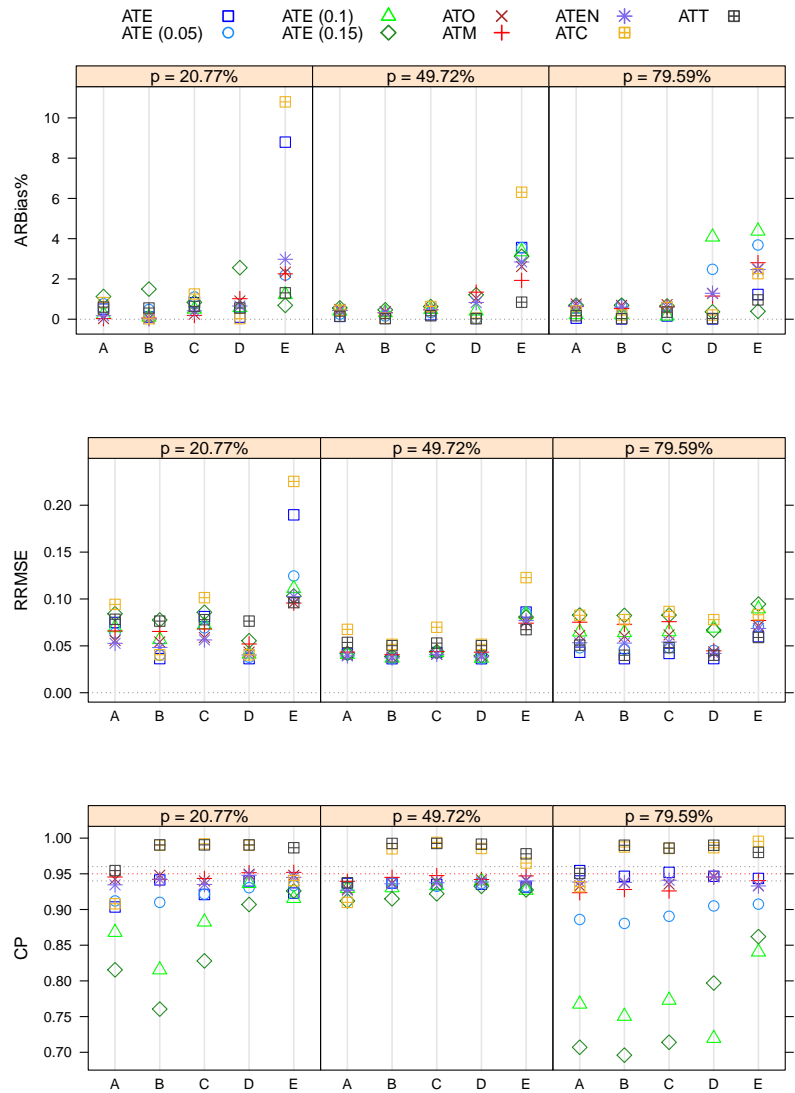 ATE ATE (0.1) ATO ATEN ATT
ATE (0.05) ATE (0.15) ATM ATC
p = 20.77% p = 49.72% p = 79.59%
ARBias%
10
8
6
4
2
0
A B C D E A B C D E A B C D E
p = 20.77% p = 49.72% p = 79.59%
RRMSE
0.20
0.15
0.10
0.05
0.00
A B C D E A B C D E A B C D E
p = 20.77% p = 49.72% p = 79.59%
CP
1.00
0.95
0.90
0.85
0.80
0.75
0.70
A B C D E A B C D E A B C D E